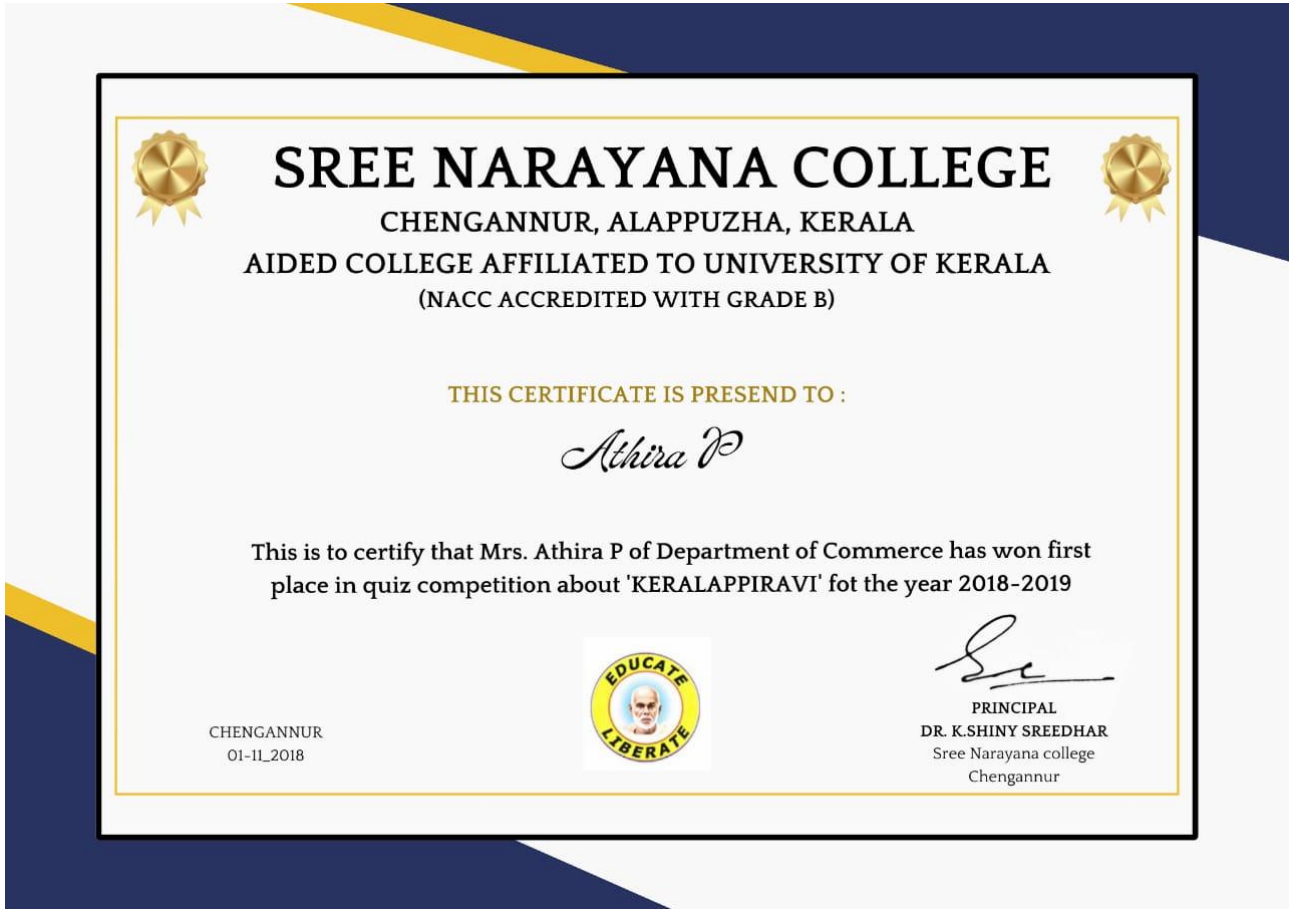 SREE NARAYANA COLLEGE
CHENGANNUR, ALAPPUZHA, KERALA
AIDED COLLEGE AFFILIATED TO UNIVERSITY OF KERALA
(NACC ACCREDITED WITH GRADE B)
THIS CERTIFICATE IS PRESEND TO :
Athira P
This is to certify that Mrs. Athira P of Department of Commerce has won first
place in quiz competition about 'KERALAPPIRAVI' fot the year 2018-2019
EDUCATE
LIBERATE
CHENGANNUR
01-11_2018
PRINCIPAL
DR. K.SHINY SREEDHAR
Sree Narayana college
Chengannur